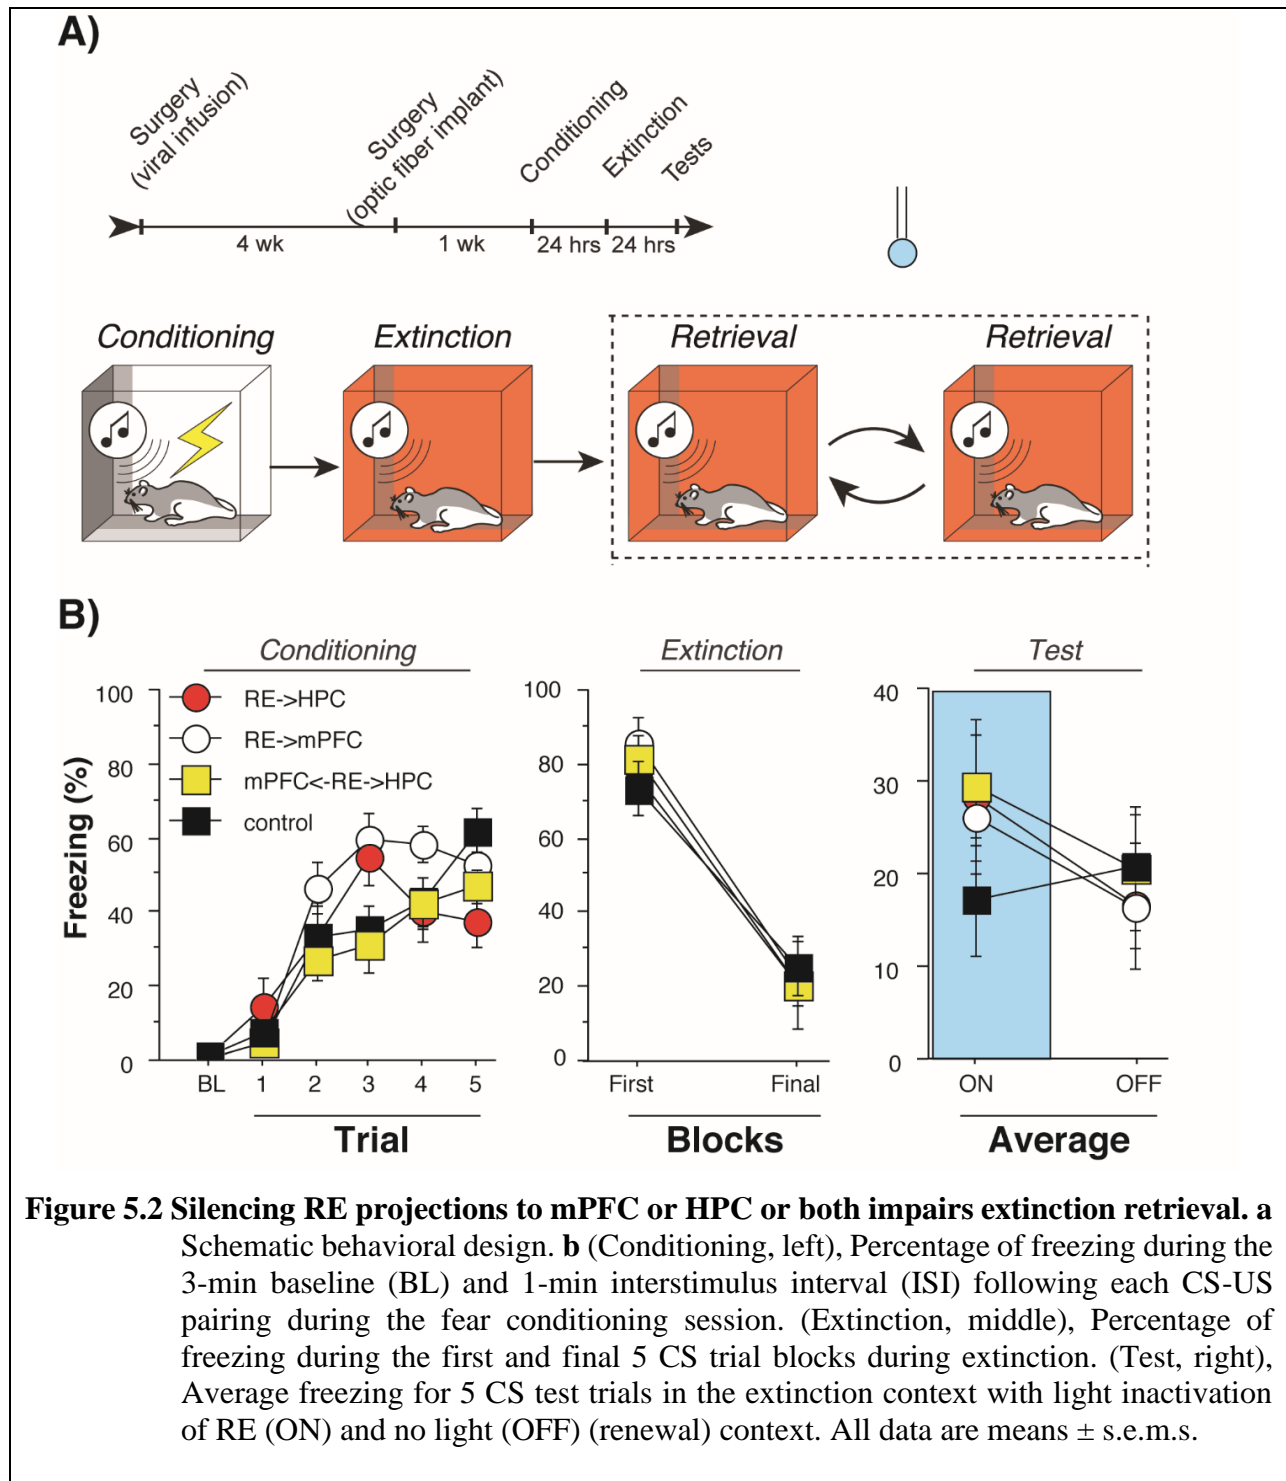 A)
Surgery
(viral infusion)
Surgery
(optic fiber implant)
Conditioning
Extinction
Tests
4 wk
1 wk
24 hrs
24 hrs
Conditioning
Extinction
Retrieval
Retrieval
B)
Conditioning
Extinction
Test
Freezing (%)
100
80
60
40
20
0
RE->HPC
RE->mPFC
mPFC<-RE->HPC
control
BL
1
2
3
4
5
Trial
100
80
60
40
20
0
First
Final
Blocks
40
30
20
10
0
ON
OFF
Average
Figure 5.2 Silencing RE projections to mPFC or HPC or both impairs extinction retrieval. a
Schematic behavioral design. b (Conditioning, left), Percentage of freezing during the
3-min baseline (BL) and 1-min interstimulus interval (ISI) following each CS-US
pairing during the fear conditioning session. (Extinction, middle), Percentage of
freezing during the first and final 5 CS trial blocks during extinction. (Test, right),
Average freezing for 5 CS test trials in the extinction context with light inactivation
of RE (ON) and no light (OFF) (renewal) context. All data are means ± s.e.m.s.